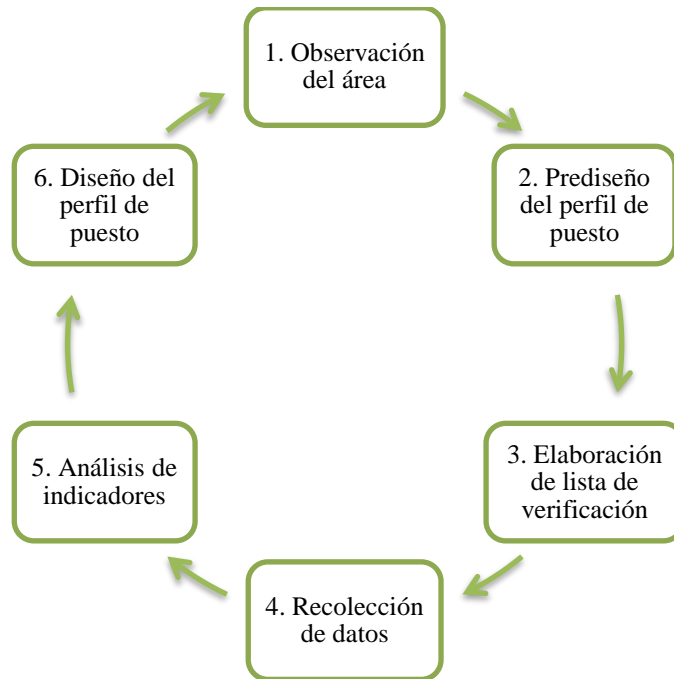 1. Observación
del área
2. Prediseño
del perfil de
puesto
3. Elaboración
de lista de
verificación
4. Recolección
de datos
5. Análisis de
indicadores
6. Diseño del
perfil de
puesto